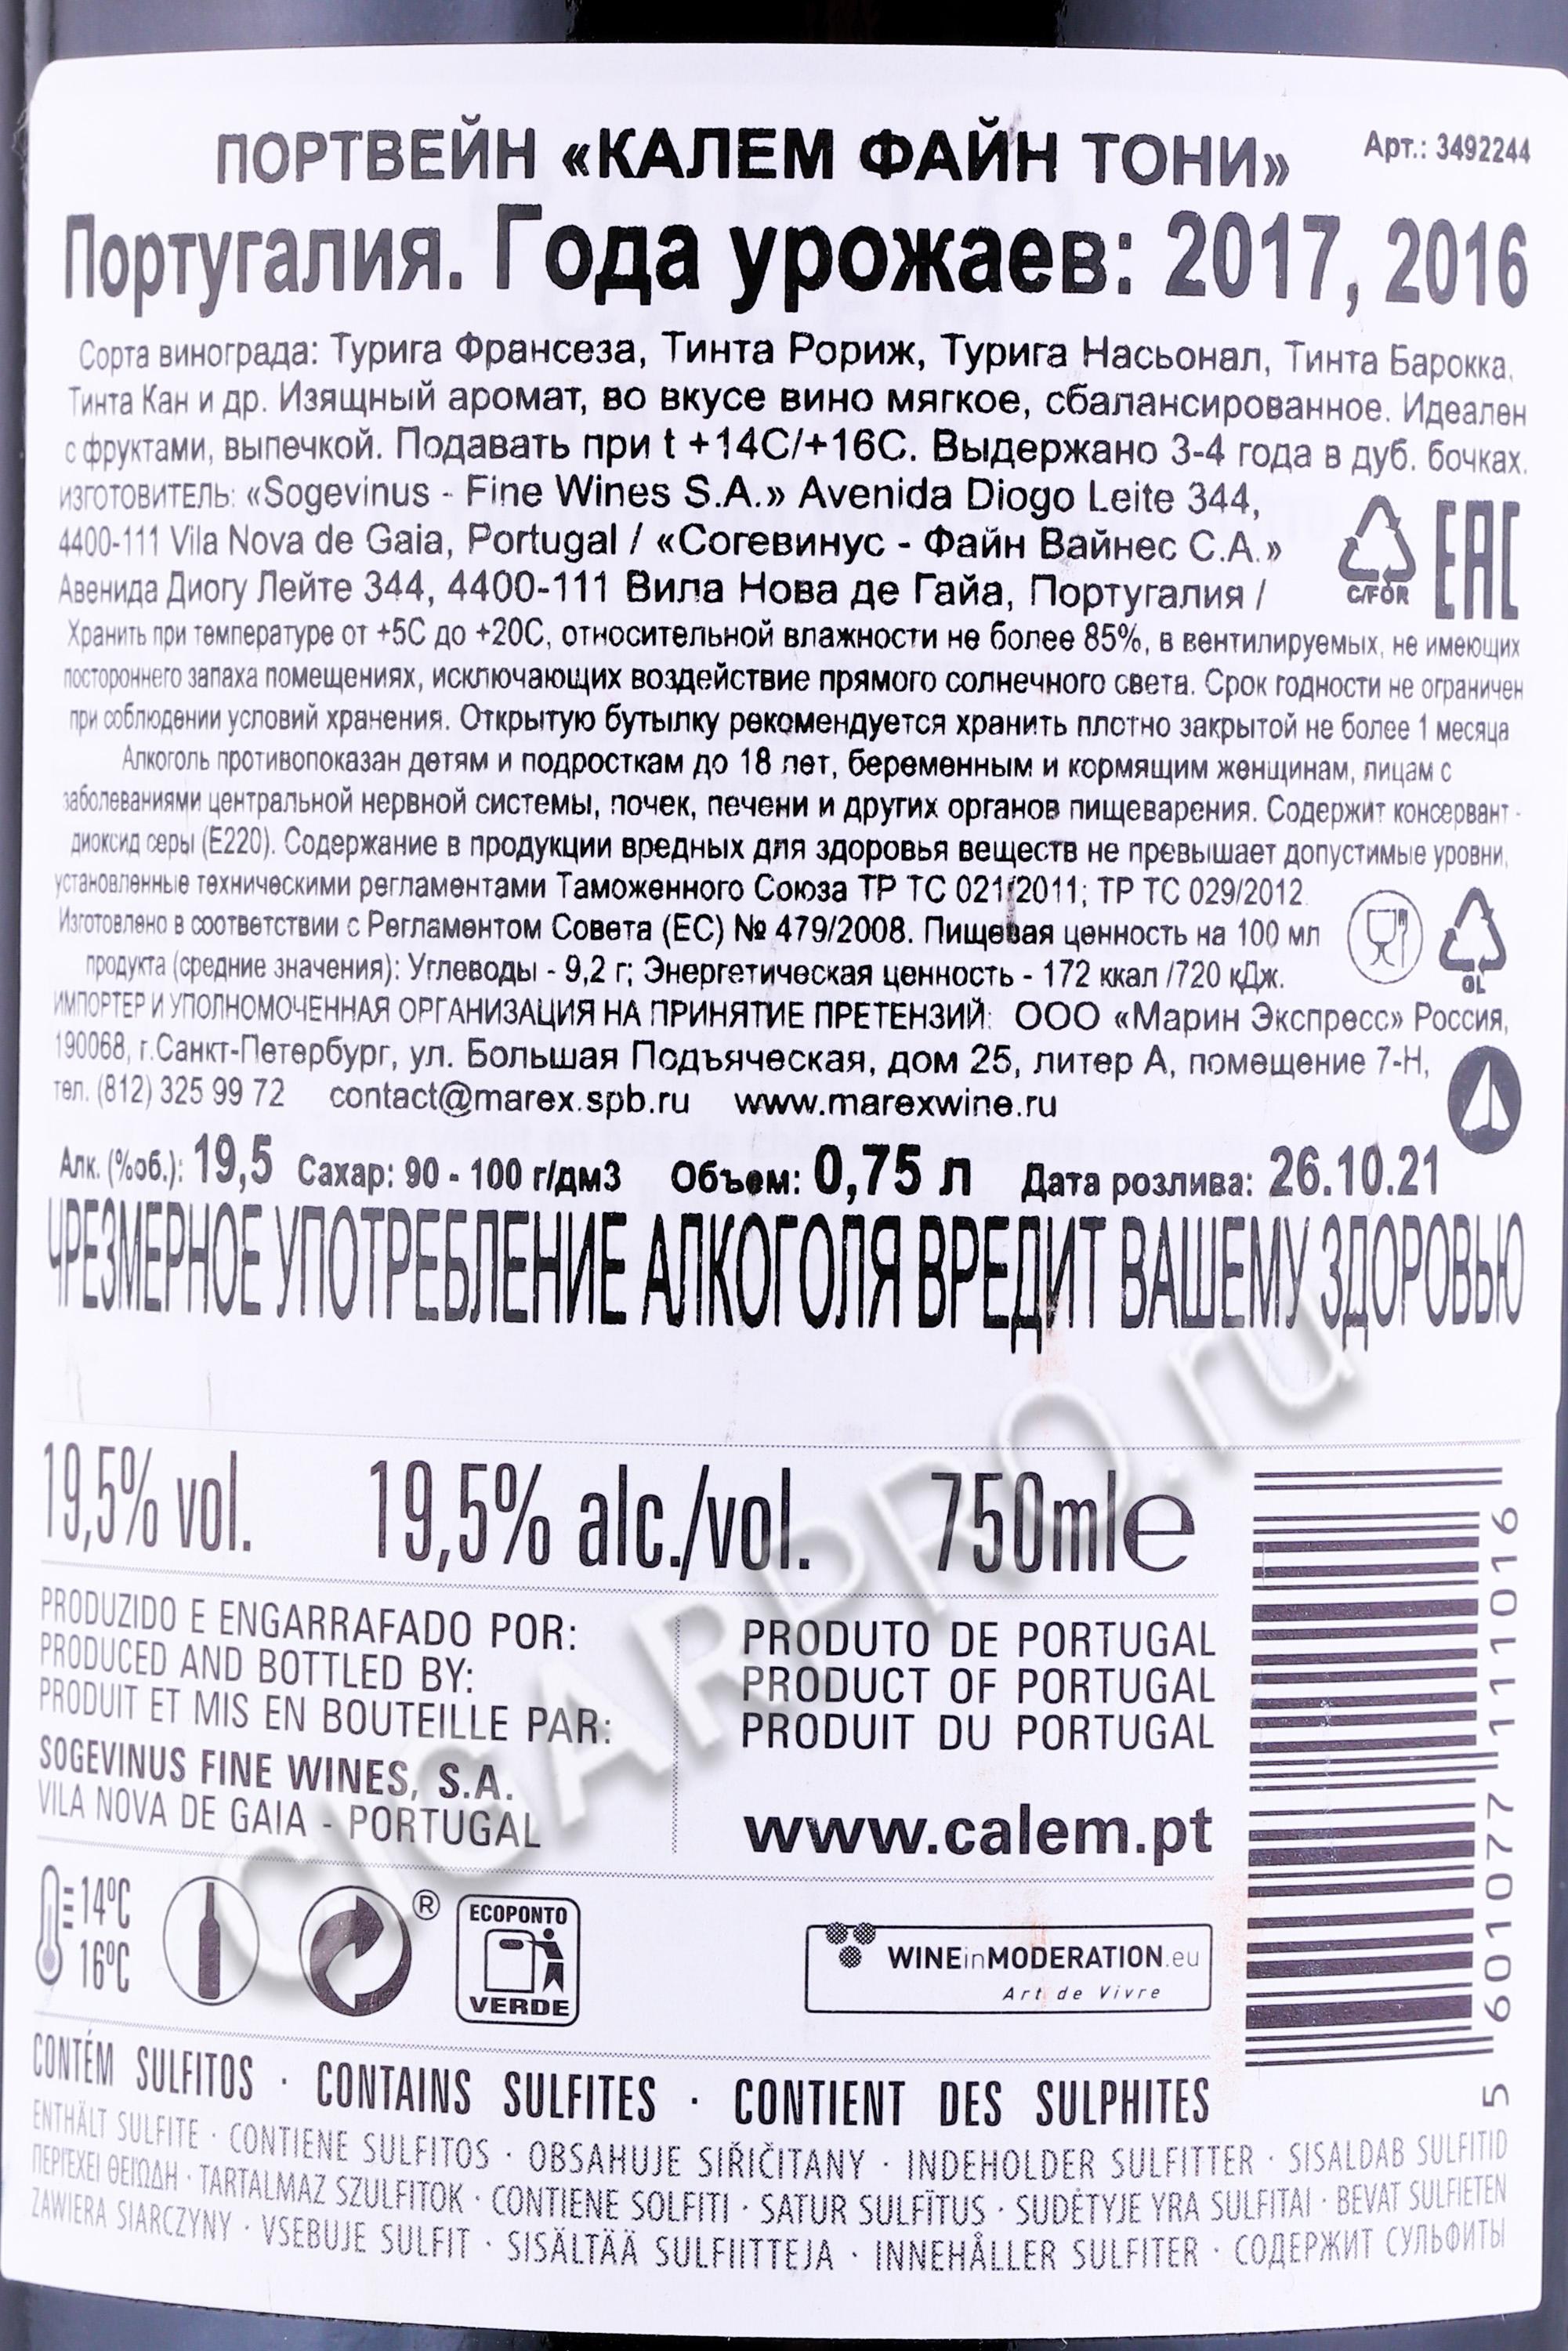 ПОРТВЕЙН «КАЛЕМ ФАЙН ТОНИ» Арт.: 3492244
Португалия. Года урожаев: 2017, 2016
Сорта винограда: Турига Франсеза, Тинта Рориж, Турига Насьонал, Тинта Барокка,
Тинта Кан и др. Изящный аромат, во вкусе вино мягкое, сбалансированное. Идеален
с фруктами, выпечкой. Подавать при t +14C/+16C. Выдержано 3-4 года в дуб. бочках.
ИЗГОТОВИТЕЛЬ: «Sogevinus - Fine Wines S.A.» Avenida Diogo Leite 344,
4400-111 Vila Nova de Gaia, Portugal / «Согевинус - Файн Вайнес С.А.»
Авенида Диогу Лейте 344, 4400-111 Вила Нова де Гайа, Португалия /
C/FOR
EAC
Хранить при температуре от +5С до +20С, относительной влажности не более 85%, в вентилируемых, не имеющих
постороннего запаха помещениях, исключающих воздействие прямого солнечного света. Срок годности не ограничен
при соблюдении условий хранения. Открытую бутылку рекомендуется хранить плотно закрытой не более 1 месяца
Алкоголь противопоказан детям и подросткам до 18 лет, беременным и кормящим женщинам, лицам с
заболеваниями центральной нервной системы, почек, печени и других органов пищеварения. Содержит консервант -
диоксид серы (E220). Содержание в продукции вредных для здоровья веществ не превышает допустимые уровни,
установленные техническими регламентами Таможенного Союза ТР ТС 021/2011; ТР ТС 029/2012.
Изготовлено в соответствии с Регламентом Совета (ЕС) № 479/2008. Пищевая ценность на 100 мл
продукта (средние значения): Углеводы - 9,2 г; Энергетическая ценность - 172 ккал /720 кДж.
GL
ИМПОРТЕР И УПОЛНОМОЧЕННАЯ ОРГАНИЗАЦИЯ НА ПРИНЯТИЕ ПРЕТЕНЗИЙ: ООО «Марин Экспресс» Россия,
190068, г.Санкт-Петербург, ул. Большая Подъяческая, дом 25, литер А, помещение 7-Н,
тел. (812) 325 99 72 contact@marex.spb.ru www.marexwine.ru
Алк. (%об.): 19,5 Сахар: 90 - 100 г/дм3 Объем: 0,75 л Дата розлива: 26.10.21
ЧРЕЗМЕРНОЕ УПОТРЕБЛЕНИЕ АЛКОГОЛЯ ВРЕДИТ ВАШЕМУ ЗДОРОВЬЮ
19,5% vol. 19,5% alc./vol. 750ml e
PRODUZIDO E ENGARRAFADO POR:
PRODUCED AND BOTTLED BY:
PRODUIT ET MIS EN BOUTEILLE PAR:
SOGEVINUS FINE WINES, S.A.
VILA NOVA DE GAIA - PORTUGAL
PRODUTO DE PORTUGAL
PRODUCT OF PORTUGAL
PRODUIT DU PORTUGAL
www.calem.pt
5 601077 111016
14ºC
16ºC
®
ECOPONTO
VERDE
WINEinMODERATION.eu
Art de Vivre
CONTÉM SULFITOS · CONTAINS SULFITES · CONTIENT DES SULPHITES
ENTHÄLT SULFITE · CONTIENE SULFITOS · OBSAHUJE SIŘIČITANY · INDEHOLDER SULFITTER · SISALDAB SULFITID
ΠΕΡΙΈΧΕΙ ΘΕΙΏΔΗ · TARTALMAZ SZULFITOK · CONTIENE SOLFITI · SATUR SULFĪTUS · SUDĖTYJE YRA SULFITAI · BEVAT SULFIETEN
ZAWIERA SIARCZYNY · VSEBUJE SULFIT · SISÄLTÄÄ SULFIITTEJA · INNEHÅLLER SULFITER · СОДЕРЖИТ СУЛЬФИТЫ
CIGARPRO.ru